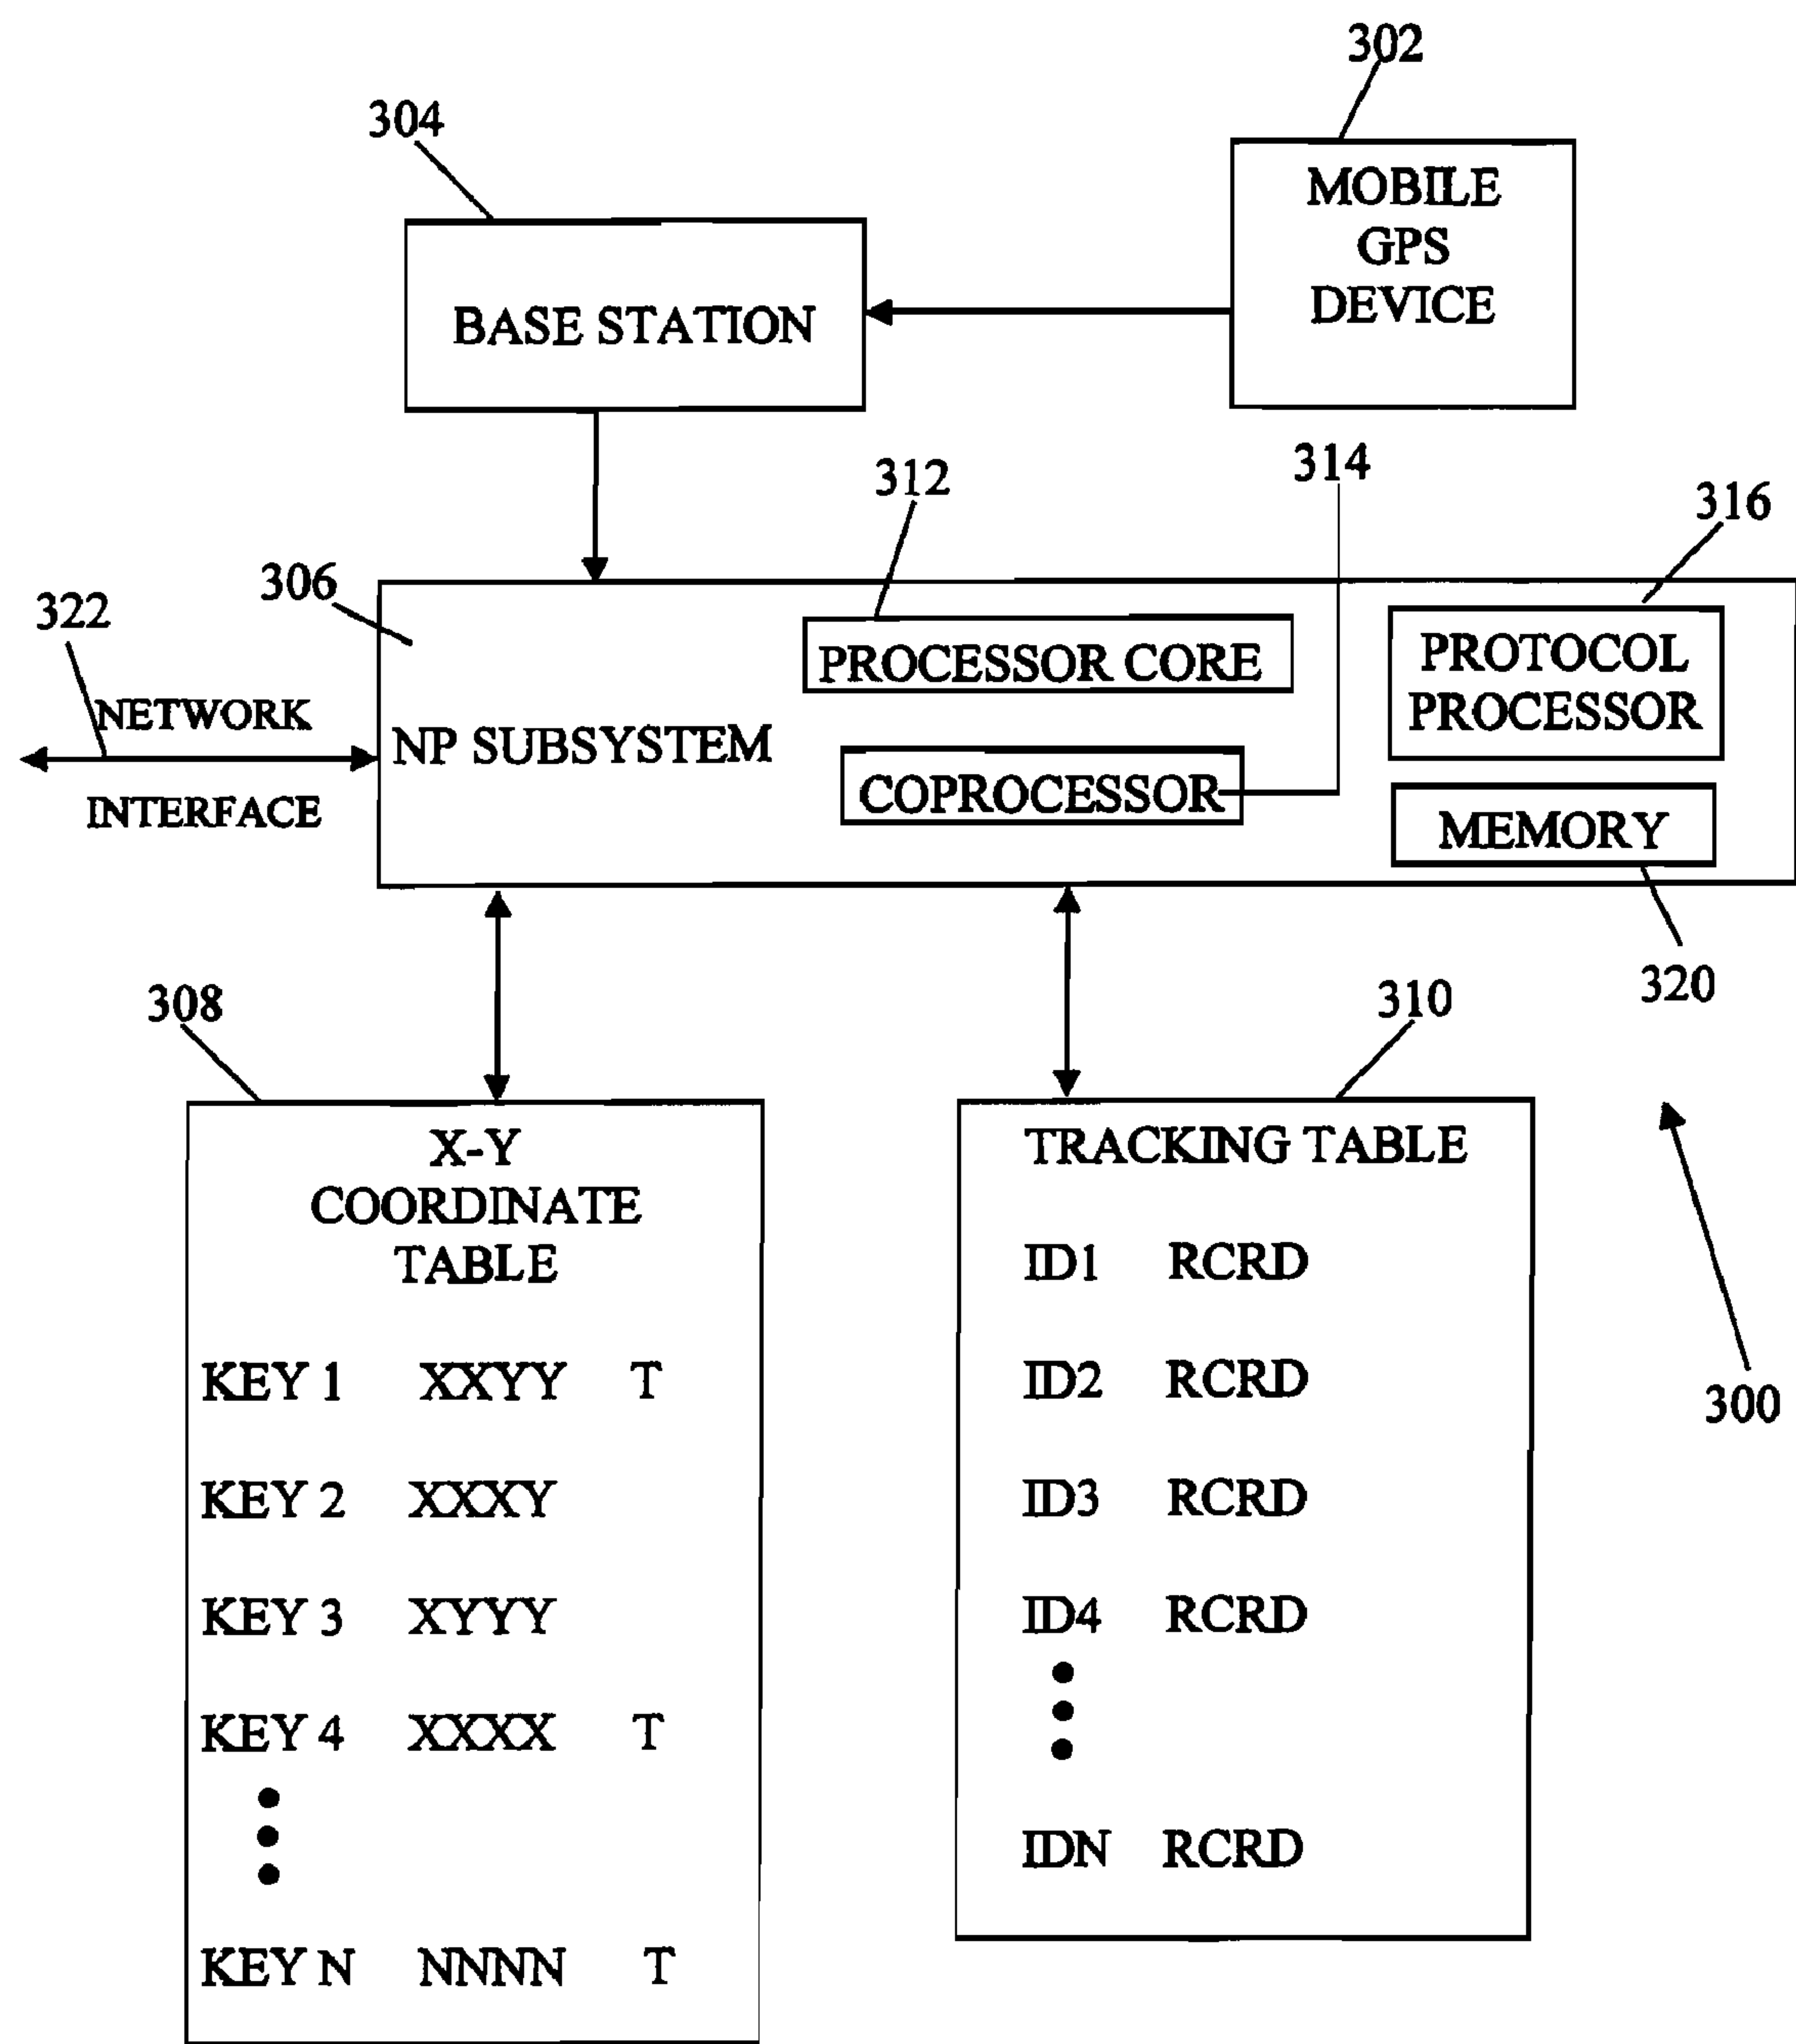 302
304
MOBILE
GPS
DEVICE
BASE STATION
312
314
316
306
322
PROCESSOR CORE
PROTOCOL
PROCESSOR
NETWORK
NP SUBSYSTEM
COPROCESSOR
INTERFACE
MEMORY
320
308
310
X-Y
COORDINATE
TABLE
KEY 1 XXYY T
KEY 2 XXXY
KEY 3 XYYY
KEY 4 XXXX T
KEY N NNNN T
TRACKING TABLE
ID1 RCRD
ID2 RCRD
ID3 RCRD
ID4 RCRD
IDN RCRD
300